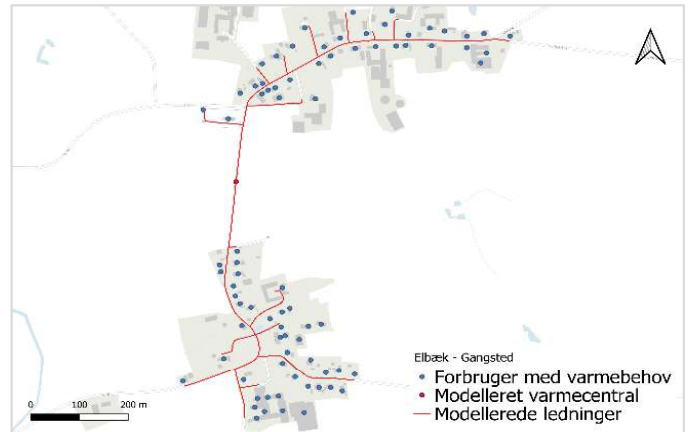 Elbæk - Gangsted
Forbruger med varmebehov
Modelleret varmecentral
Modellerede ledninger
0 100 200 m